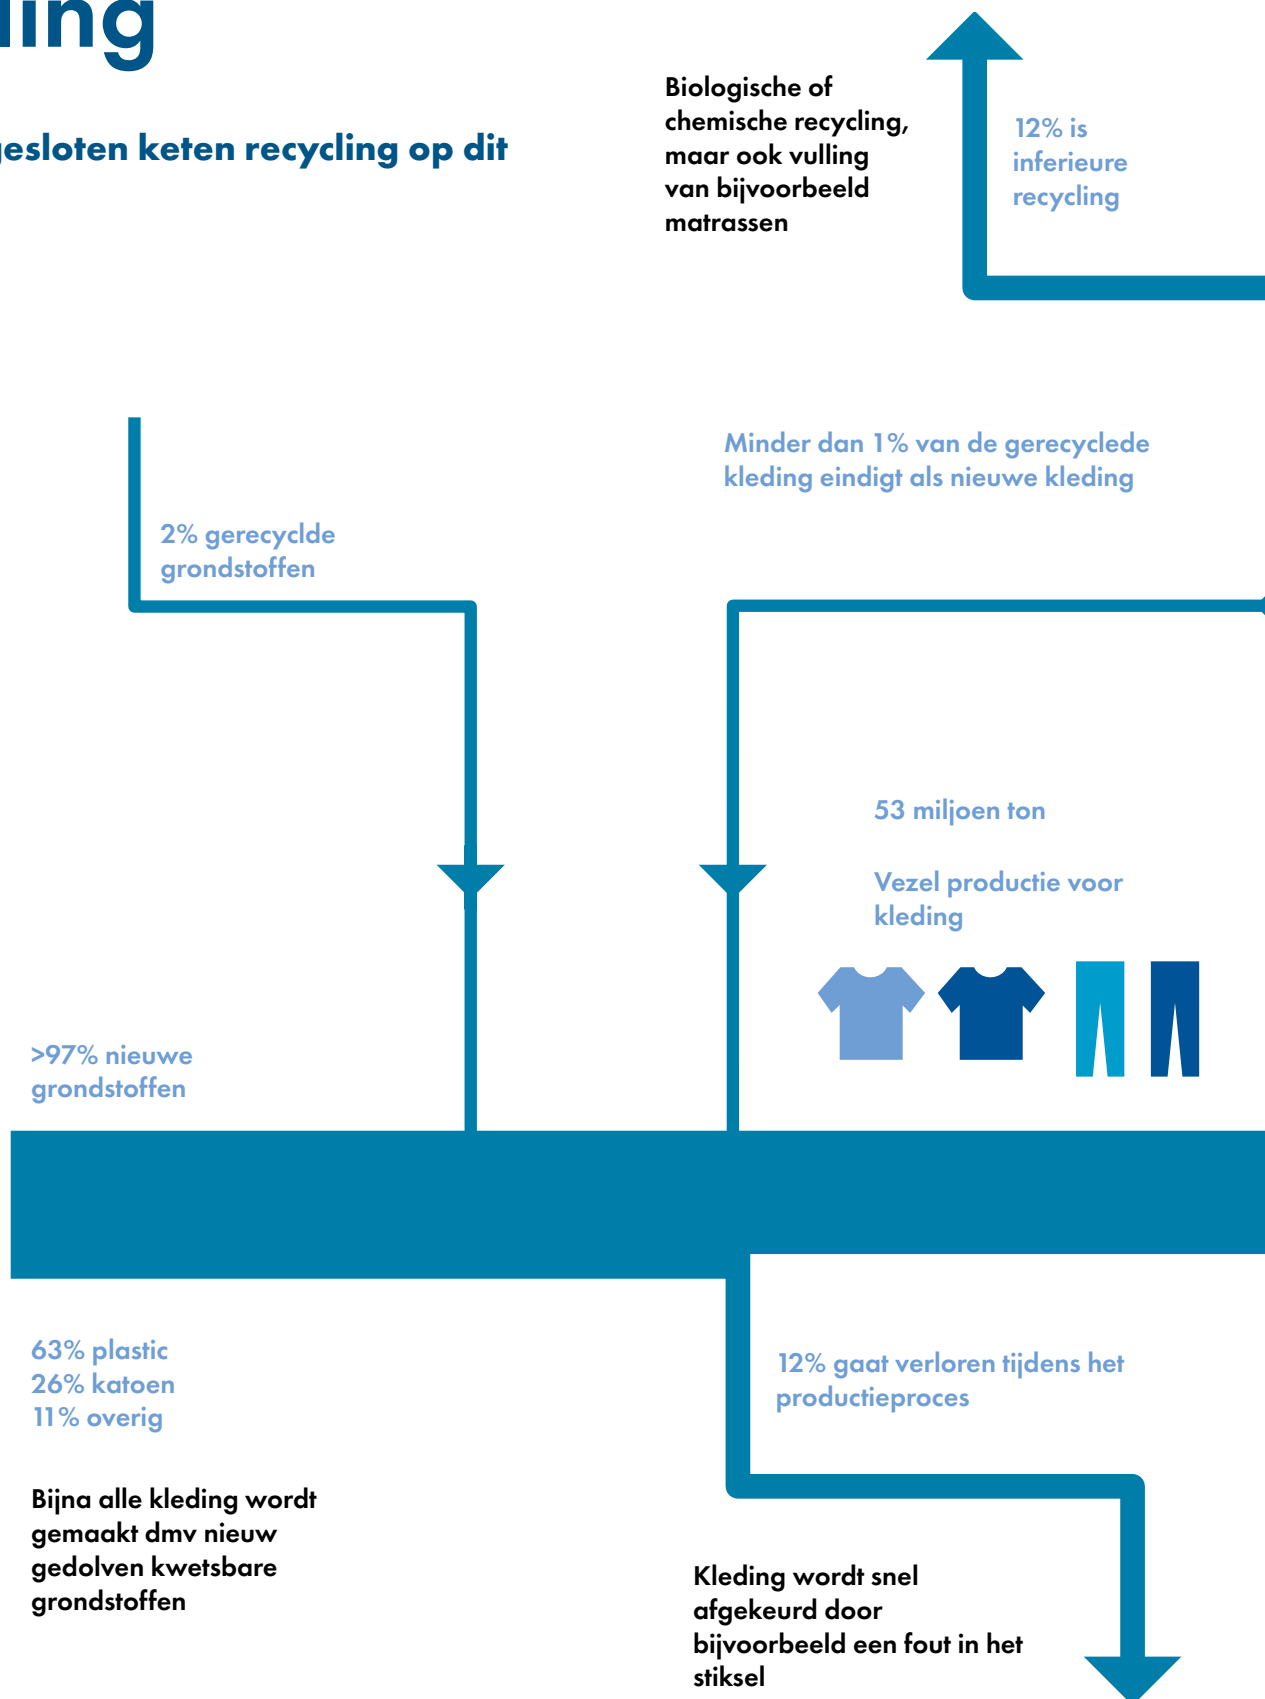 ling
gesloten keten recycling op dit
Biologische of
chemische recycling,
maar ook vulling
van bijvoorbeeld
matrassen
12% is
inferieure
recycling
Minder dan 1% van de gerecyclede
kleding eindigt als nieuwe kleding
2% gerecyclde
grondstoffen
53 miljoen ton
Vezel productie voor
kleding
>97% nieuwe
grondstoffen
63% plastic
26% katoen
11% overig
12% gaat verloren tijdens het
productieproces
Bijna alle kleding wordt
gemaakt dmv nieuw
gedolven kwetsbare
grondstoffen
Kleding wordt snel
afgekeurd door
bijvoorbeeld een fout in het
stiksel